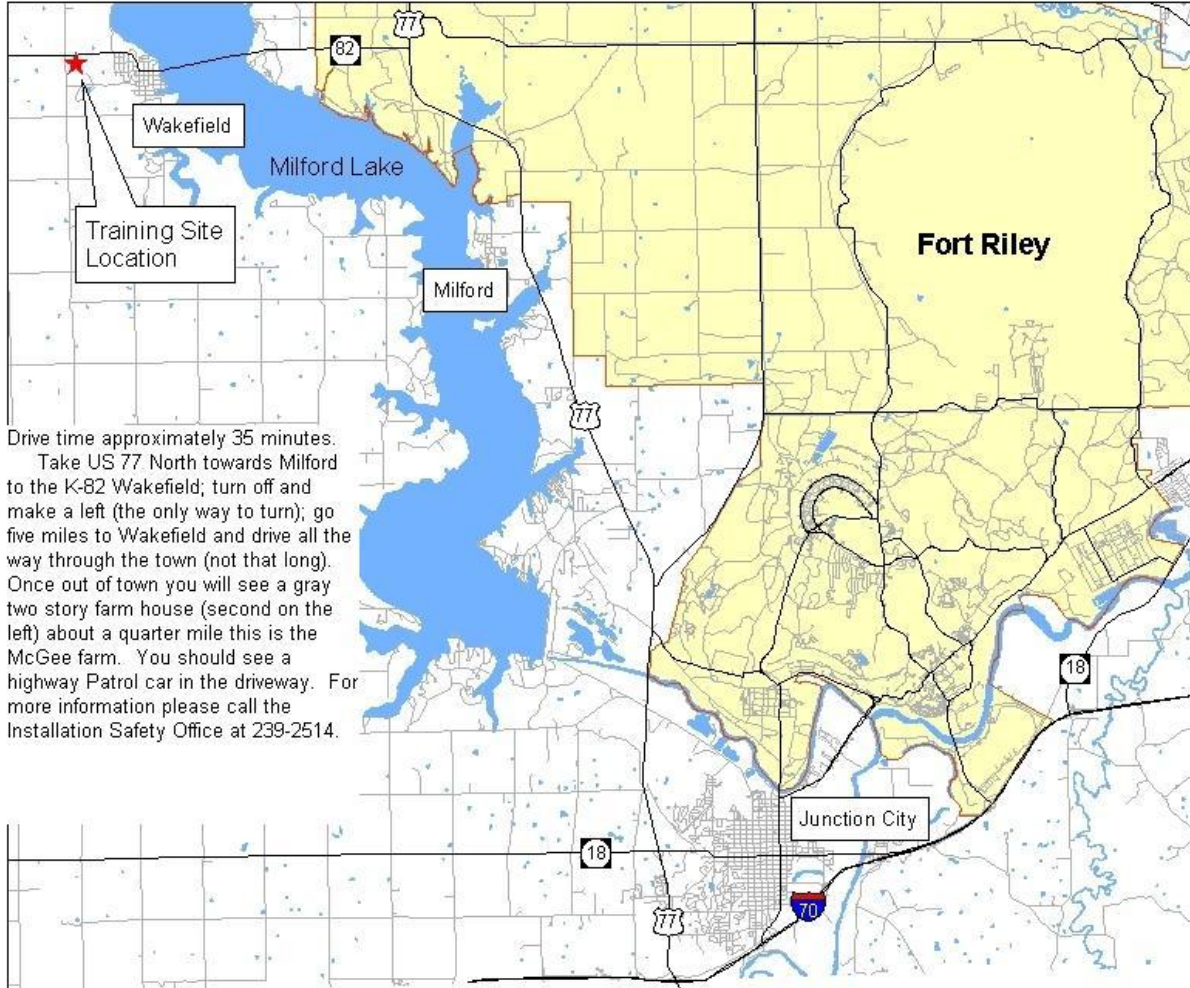 77
82
Wakefield
Milford Lake
Training Site
Location
Fort Riley
Milford
77
Drive time approximately 35 minutes.
Take US 77 North towards Milford
to the K-82 Wakefield; turn off and
make a left (the only way to turn); go
five miles to Wakefield and drive all the
way through the town (not that long).
Once out of town you will see a gray
two story farm house (second on the
left) about a quarter mile this is the
McGee farm. You should see a
highway Patrol car in the driveway. For
more information please call the
Installation Safety Office at 239-2514.
18
Junction City
18
70
77